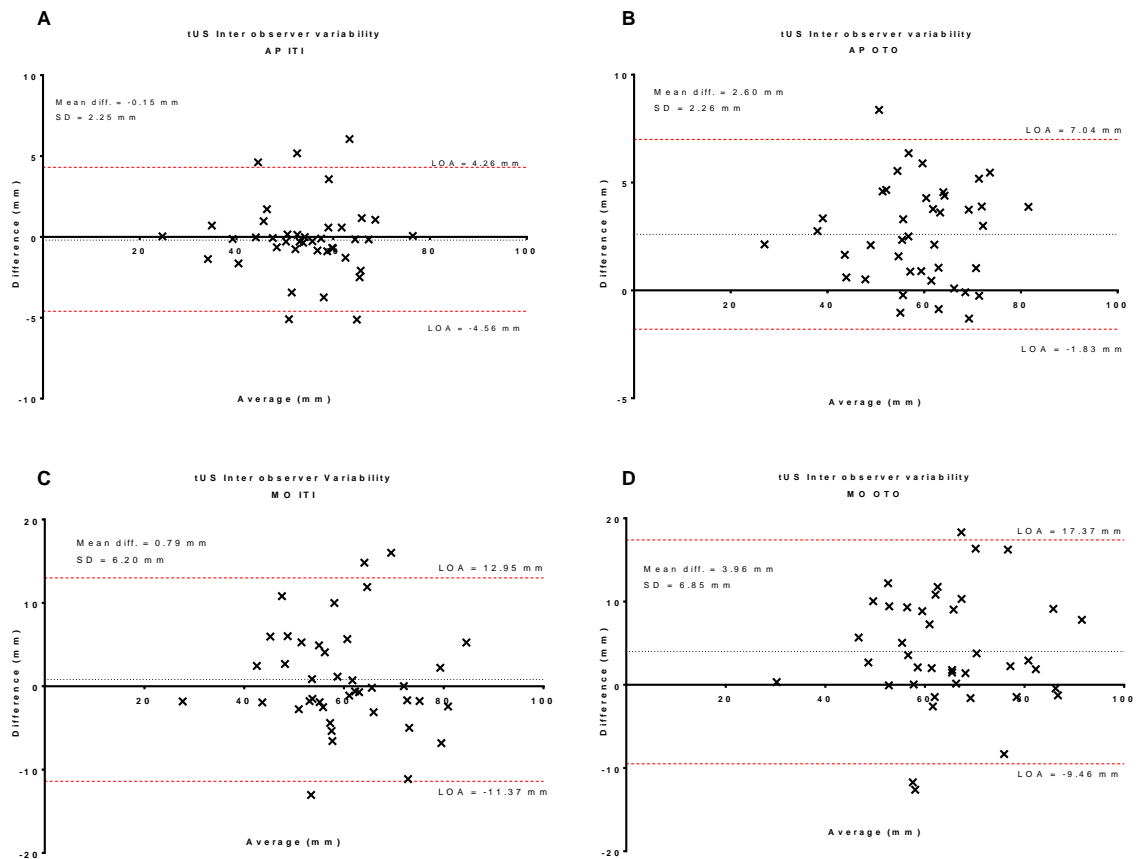 A
tUS Inter observer variability
AP ITI
10
Mean diff. = -0.15 mm
SD = 2.25 mm
5
LOA = 4.26 mm
Difference (mm)
0
20
40
60
80
100
-5
LOA = -4.56 mm
-10
Average (mm)
B
tUS Inter observer variability
AP OTO
10
Mean diff. = 2.60 mm
SD = 2.26 mm
LOA = 7.04 mm
5
Difference (mm)
0
20
40
60
80
100
LOA = -1.83 mm
-5
Average (mm)
C
tUS Inter observer Variability
MO ITI
20
Mean diff. = 0.79 mm
SD = 6.20 mm
LOA = 12.95 mm
10
Difference (mm)
0
20
40
60
80
100
-10
LOA = -11.37 mm
Average (mm)
-20
D
tUS Inter observer variability
MO OTO
20
LOA = 17.37 mm
Mean diff. = 3.96 mm
SD = 6.85 mm
10
Difference (mm)
0
20
40
60
80
100
-10
LOA = -9.46 mm
Average (mm)
-20